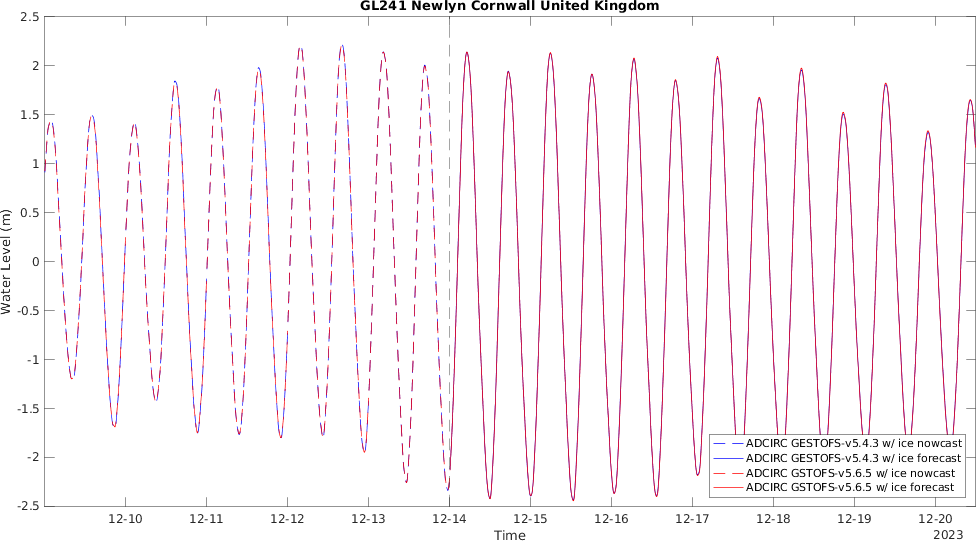 GL241 Newlyn Cornwall United Kingdom
2.5
2
1.5
1
0.5
0
-0.5
-1
-1.5
-2
-2.5
Water Level (m)
ADCIRC GESTOFS-v5.4.3 w/ ice nowcast
ADCIRC GESTOFS-v5.4.3 w/ ice forecast
ADCIRC GSTOFS-v5.6.5 w/ ice nowcast
ADCIRC GSTOFS-v5.6.5 w/ ice forecast
12-10 12-11 12-12 12-13 12-14 12-15 12-16 12-17 12-18 12-19 12-20
Time
2023